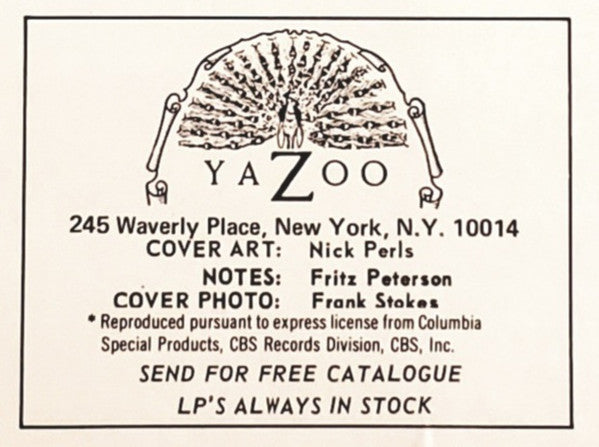 YAZOO
245 Waverly Place, New York, N.Y. 10014
COVER ART: Nick Perls
NOTES: Fritz Peterson
COVER PHOTO: Frank Stokes
* Reproduced pursuant to express license from Columbia
Special Products, CBS Records Division, CBS, Inc.
SEND FOR FREE CATALOGUE
LP'S ALWAYS IN STOCK